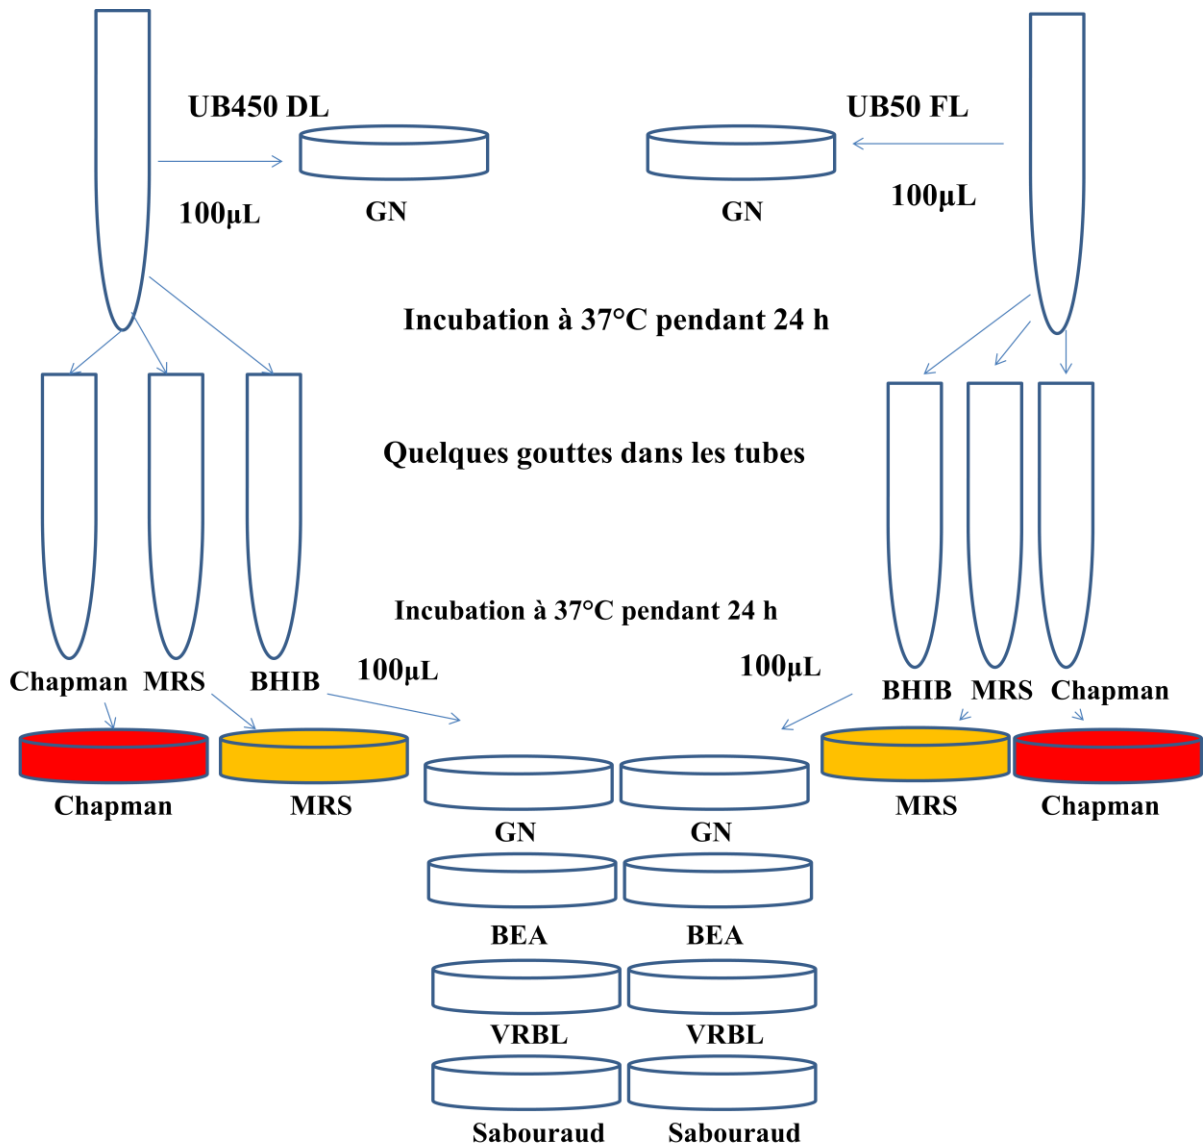 UB450 DL
UB50 FL
100µL
GN
GN
100µL
Incubation à 37°C pendant 24 h
Quelques gouttes dans les tubes
Incubation à 37°C pendant 24 h
100µL
100µL
Chapman MRS BHIB
BHIB MRS Chapman
Chapman
MRS
MRS
Chapman
GN
GN
BEA
BEA
VRBL
VRBL
Sabouraud
Sabouraud